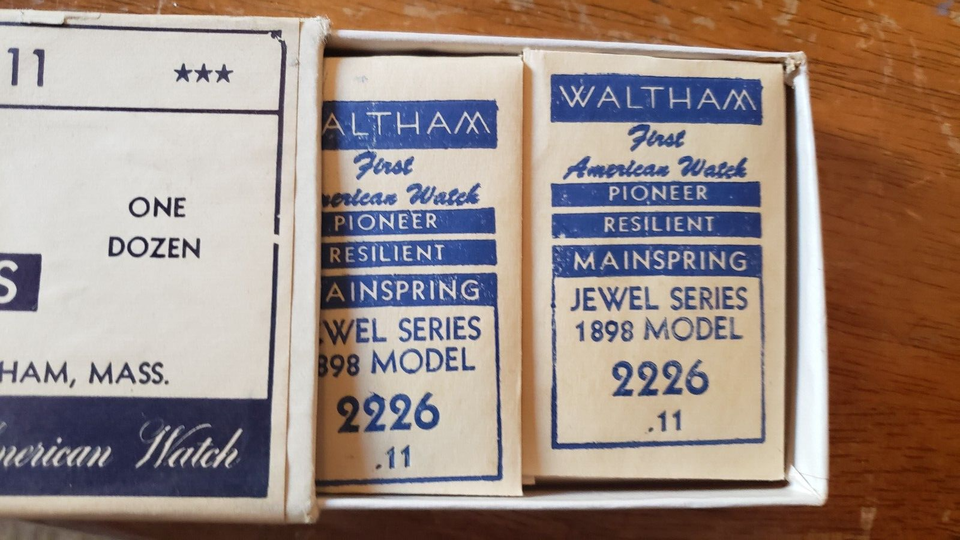 11 ★★★
ONE
DOZEN
S
HAM, MASS.
merican Watch
ALTHAM
First
merican Watch
PIONEER
RESILIENT
AINSPRING
EWEL SERIES
898 MODEL
2226
.11
WALTHAM
First
American Watch
PIONEER
RESILIENT
MAINSPRING
JEWEL SERIES
1898 MODEL
2226
.11